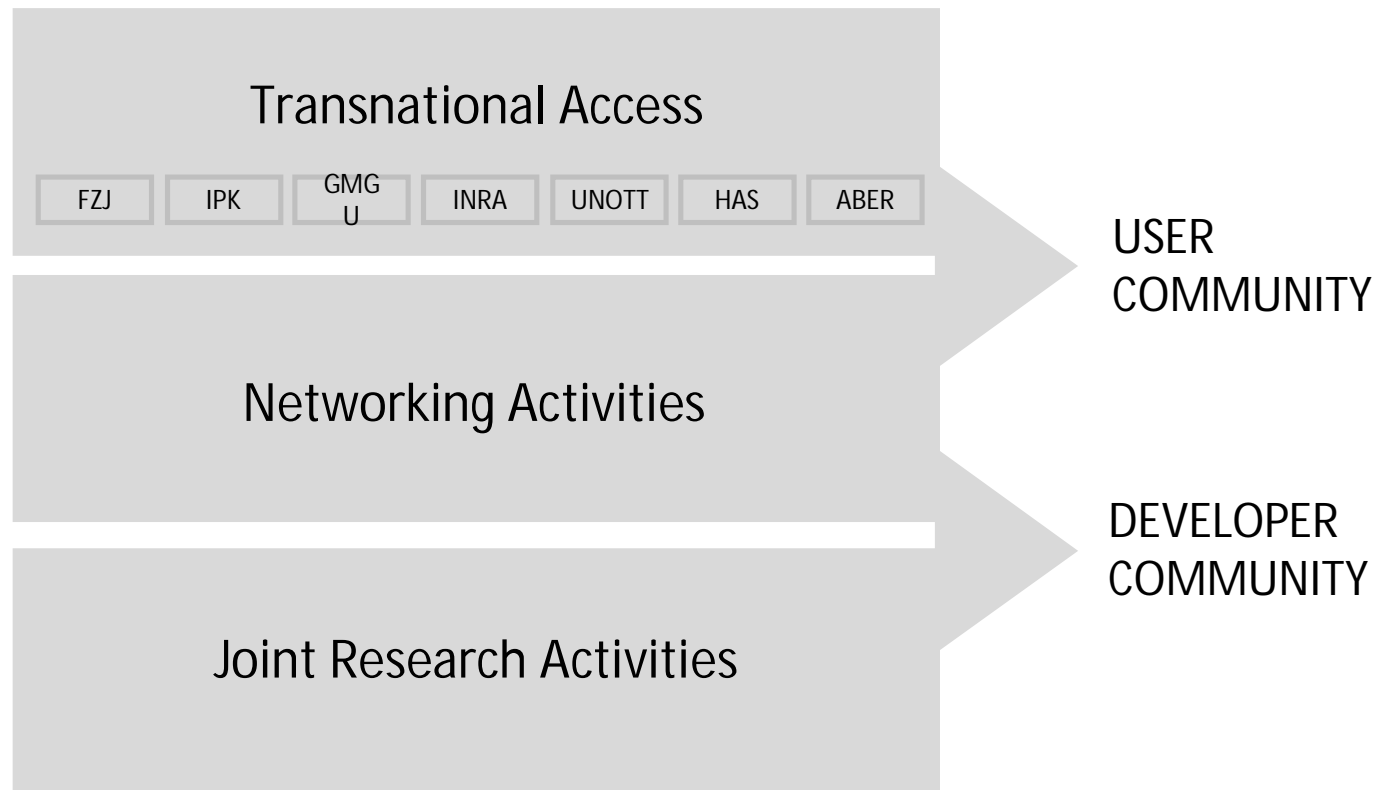 Transnational Access
FZJ
IPK
GMG
U
INRA
UNOTT
HAS
ABER
USER
COMMUNITY
Networking Activities
DEVELOPER
COMMUNITY
Joint Research Activities